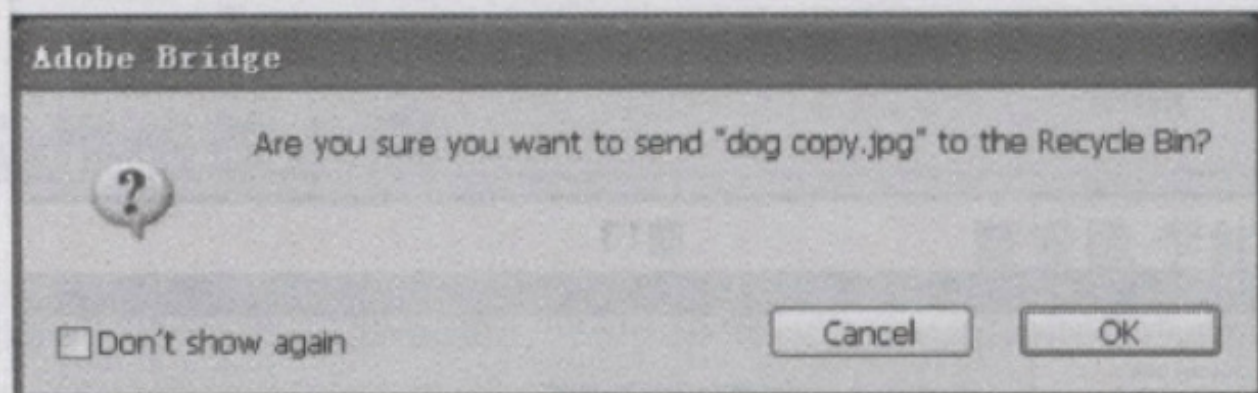 Adobe Bridge
Are you sure you want to send "dog copy.jpg" to the Recycle Bin?
Don't show again
Cancel
OK